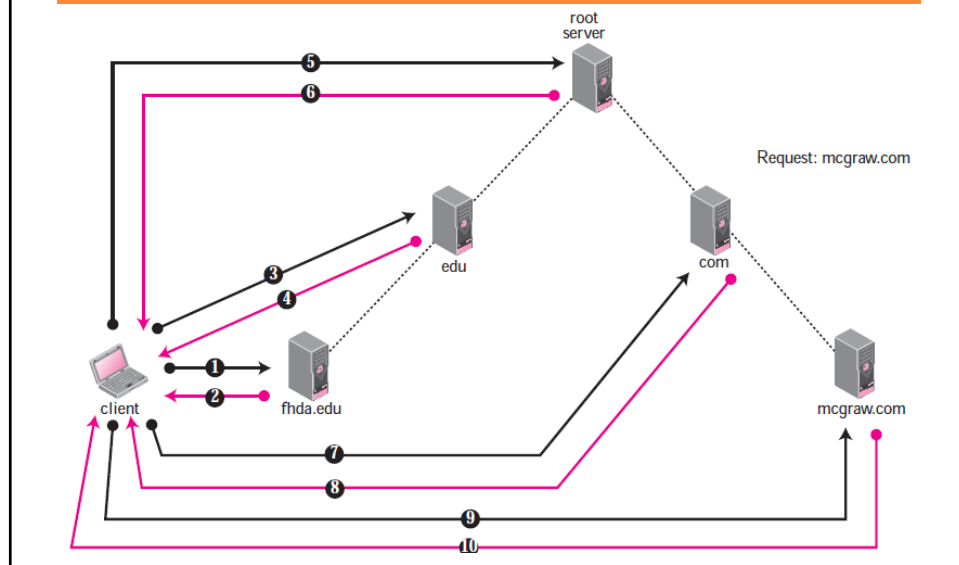 root
server
5
6
Request: mcgraw.com
edu
com
3
4
1
2
client
fhda.edu
mcgraw.com
7
8
9
10